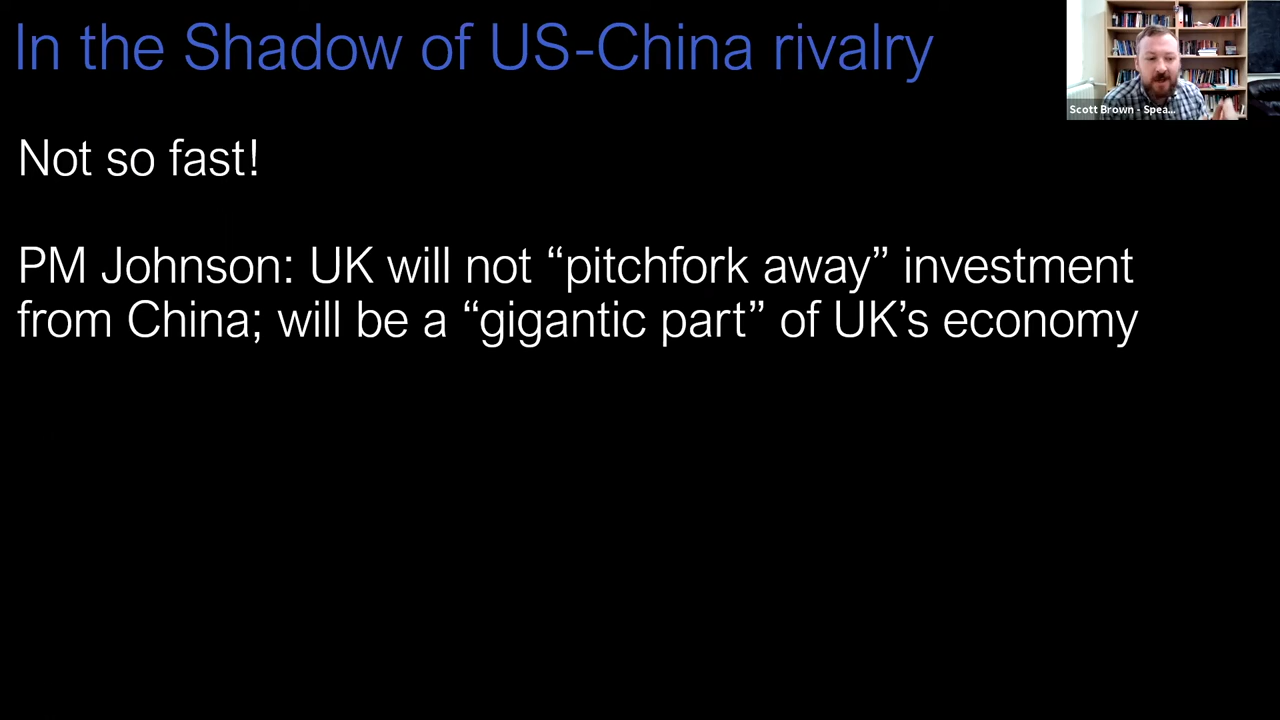 In the Shadow of US-China rivalry
Scott Brown - Spea...
Not so fast!
PM Johnson: UK will not “pitchfork away” investment
from China; will be a “gigantic part” of UK’s economy